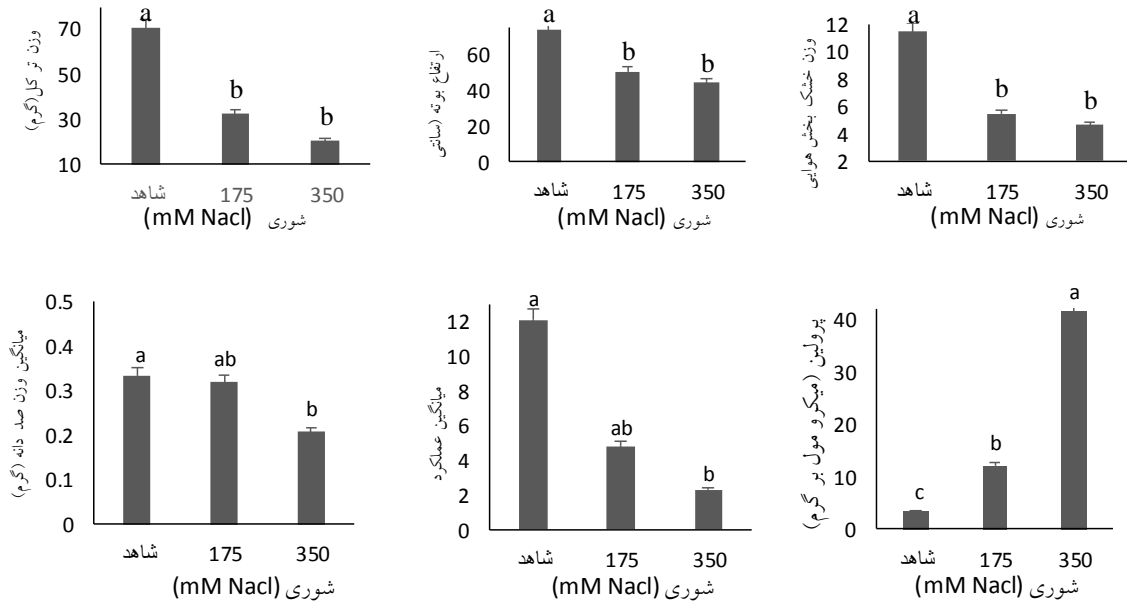 وزن تر کل(گرم)
70
50
30
10
a
b
b
شاهد
175
350
شوری (mM Nacl)
ارتفاع بوته (سانتی
60
40
20
0
a
b
b
شاهد
175
350
شوری (mM Nacl)
وزن خشک بخش هوایی
12
10
8
6
4
2
a
b
b
شاهد
175
350
شوری (mM Nacl)
میانگین وزن صد دانه (گرم)
0.5
0.4
0.3
0.2
0.1
0
a
ab
b
شاهد
175
350
شوری (mM Nacl)
میانگین عملکرد
12
10
8
6
4
2
0
a
ab
b
شاهد
175
350
شوری (mM Nacl)
پرولین (میکرو مول بر گرم)
40
30
20
10
0
c
b
a
شاهد
175
350
شوری (mM Nacl)